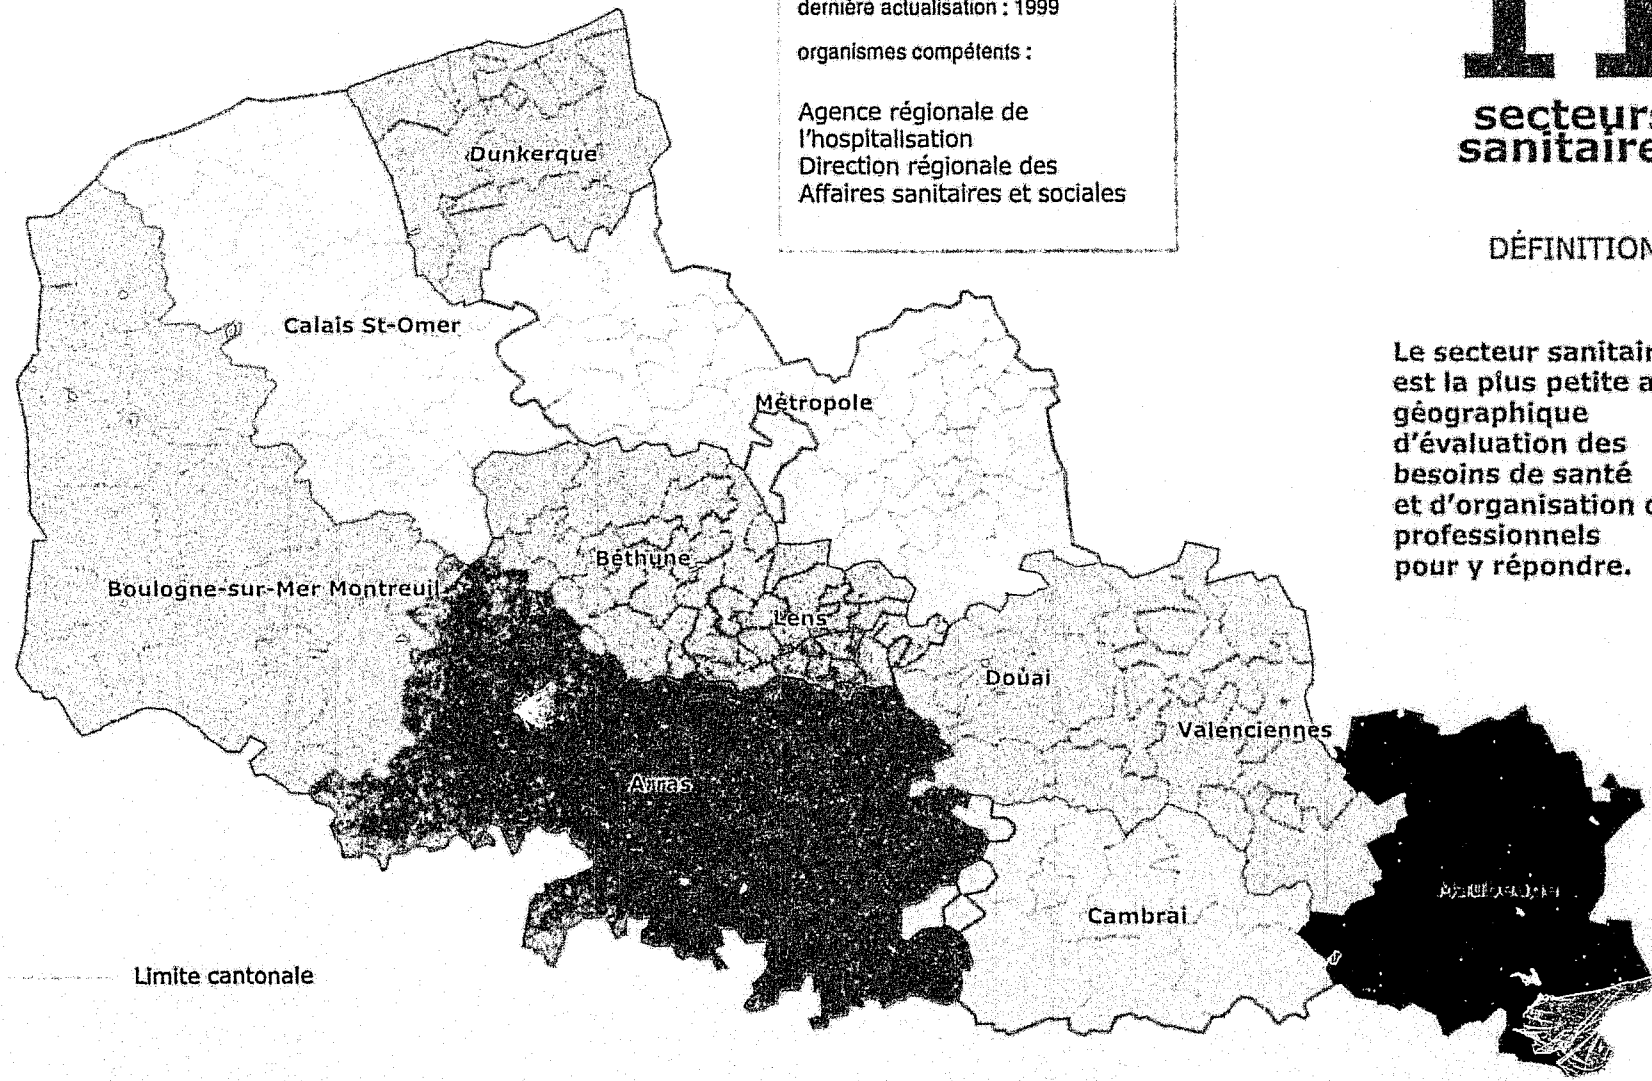 dernière actualisation : 1999
organismes compétents :
Agence régionale de
l'hospitalisation
Direction régionale des
Affaires sanitaires et sociales
secteurs
sanitaire
DÉFINITION
Le secteur sanitair
est la plus petite a
géographique
d'évaluation des
besoins de santé
et d'organisation d
professionnels
pour y répondre.
Dunkerque
Calais St-Omer
Métropole
Béthune
Boulogne-sur-Mer Montreuil
Lens
Douai
Valenciennes
Arras
Maubeuge
Cambrai
Limite cantonale